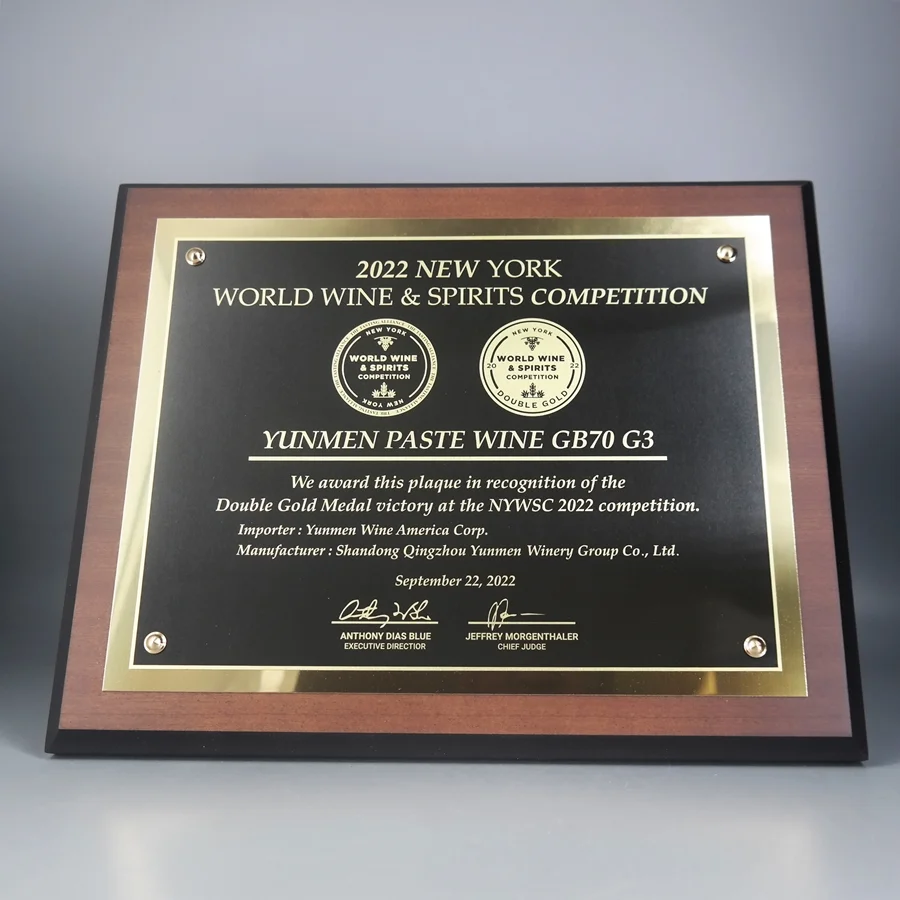 2022 NEW YORK
WORLD WINE & SPIRITS COMPETITION
NEW YORK
WORLD WINE
& SPIRITS
COMPETITION
NEW YORK
NEW YORK
WORLD WINE
20 & SPIRITS 22
COMPETITION
DOUBLE GOLD
YUNMEN PASTE WINE GB70 G3
We award this plaque in recognition of the
Double Gold Medal victory at the NYWSC 2022 competition.
Importer : Yunmen Wine America Corp.
Manufacturer : Shandong Qingzhou Yunmen Winery Group Co., Ltd.
September 22, 2022
ANTHONY DIAS BLUE JEFFREY MORGENTHALER
EXECUTIVE DIRECTIOR CHIEF JUDGE